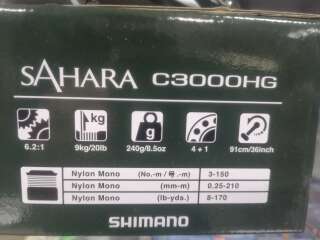 SAHARA C3000HG
kg g
6.2:1 9kg/20lb 240g/8.5oz 4+1 91cm/36inch
Nylon Mono (No.-m / 号-m) 3-150
Nylon Mono (mm-m) 0.25-210
Nylon Mono (lb-yds.) 8-170
SHIMANO